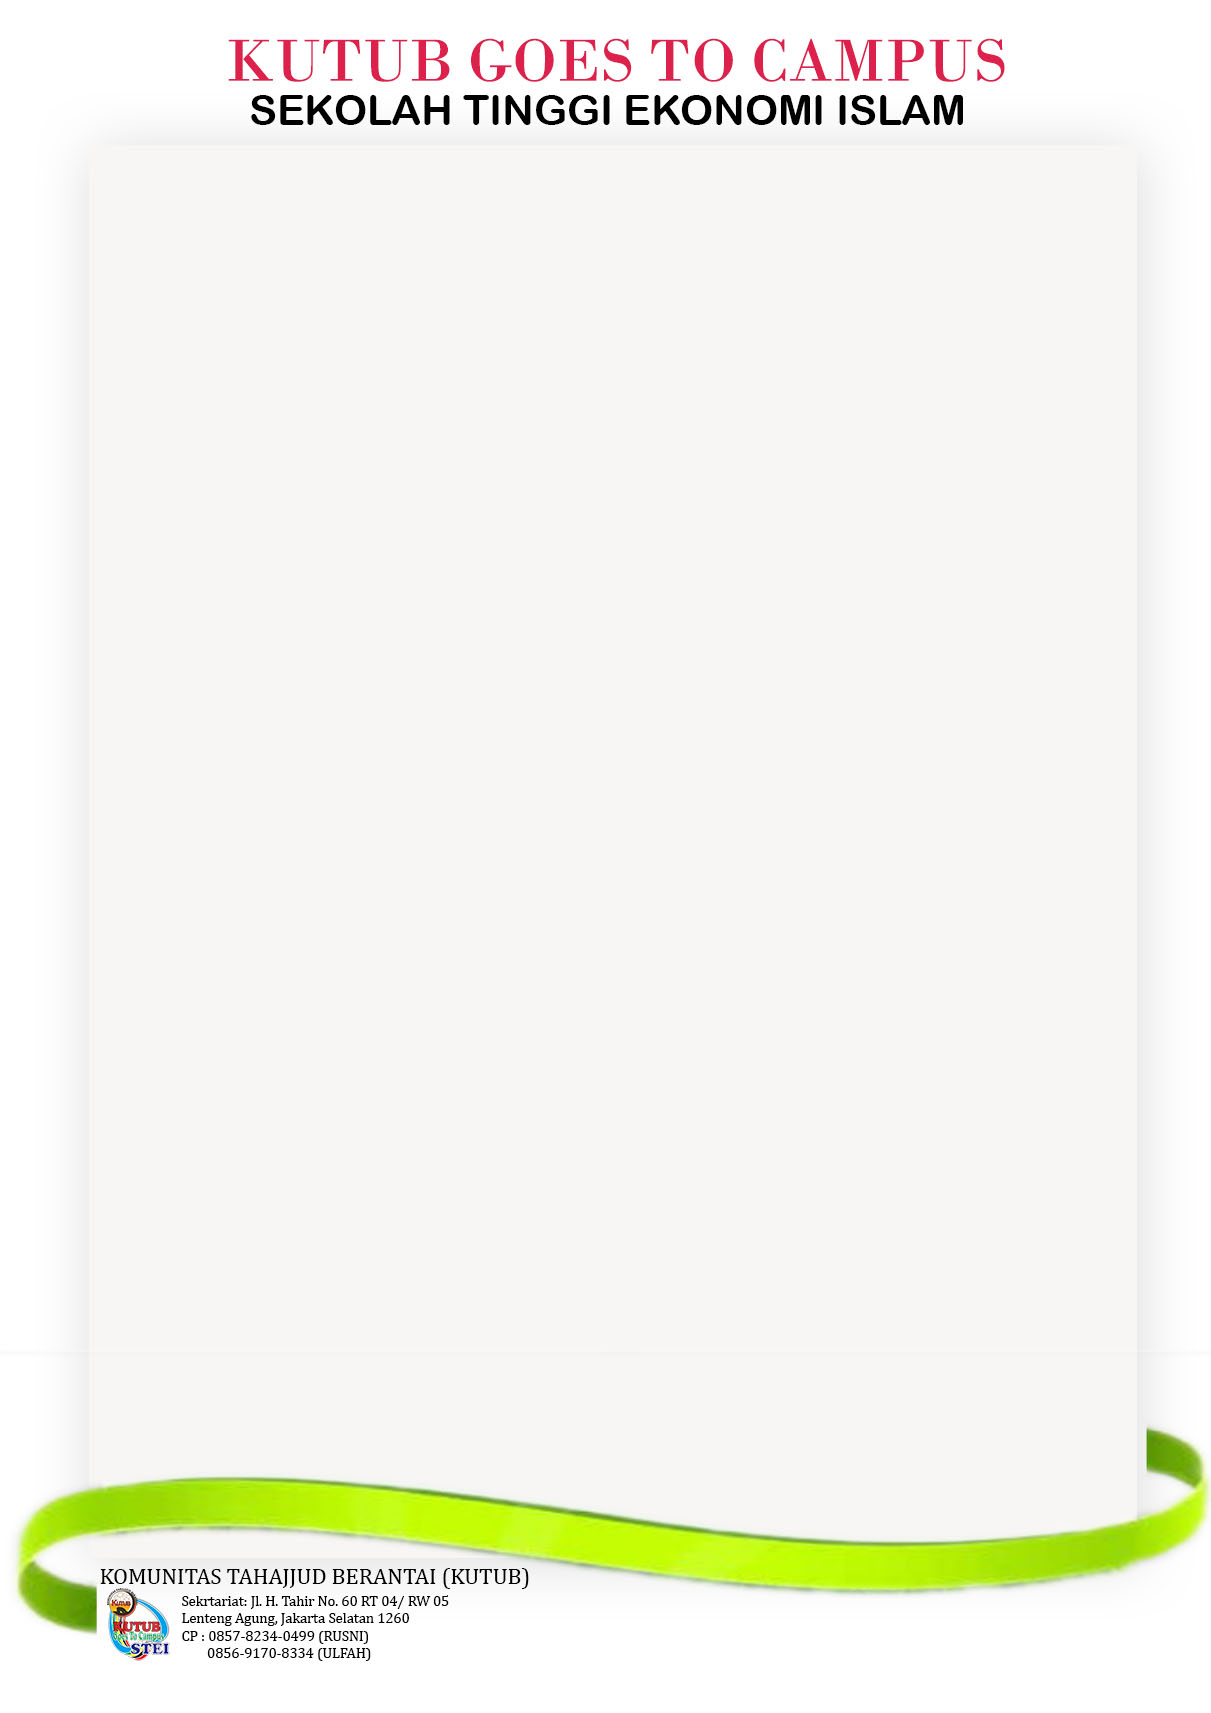 KUTUB GOES TO CAMPUS
SEKOLAH TINGGI EKONOMI ISLAM
KOMUNITAS TAHAJJUD BERANTAI (KUTUB)
Sekrtariat: Jl. H. Tahir No. 60 RT 04/ RW 05
Lenteng Agung, Jakarta Selatan 1260
CP : 0857-8234-0499 (RUSNI)
0856-9170-8334 (ULFAH)
Kutub
KUTUB
Goes To Campus
STEI